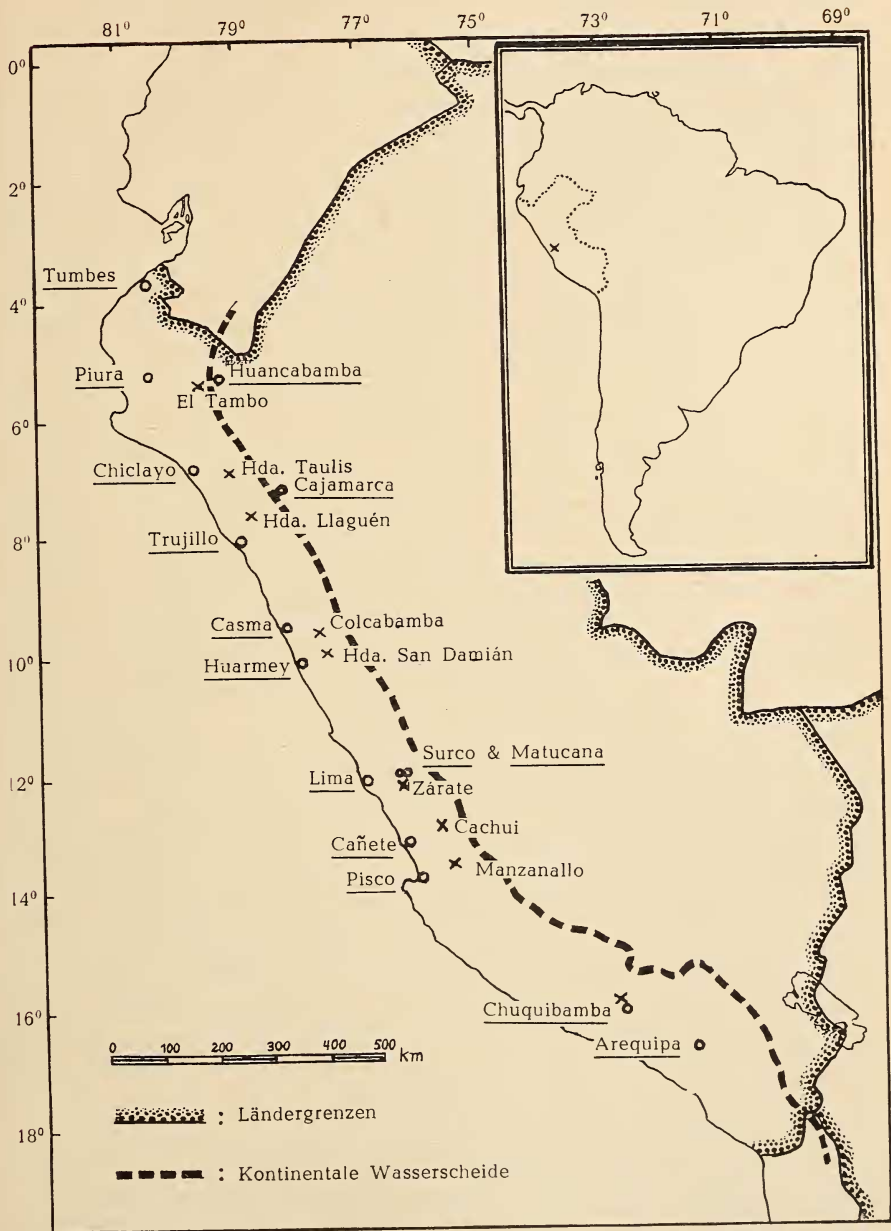 81° 79° 77° 75° 73° 71° 69°
0°
2°
Tumbes
4°
Piura
Huancabamba
El Tambo
6°
Chiclayo
Hda. Taulis
Cajamarca
Hda. Llaguén
Trujillo
8°
Casma
Colcabamba
Huarmey
Hda. San Damián
10°
Surco & Matucana
Lima
Zárate
12°
Cachui
Cañete
Manzanallo
Pisco
14°
Chuquibamba
16°
Arequipa
0 100 200 300 400 500 km
: Ländergrenzen
18°
: Kontinentale Wasserscheide